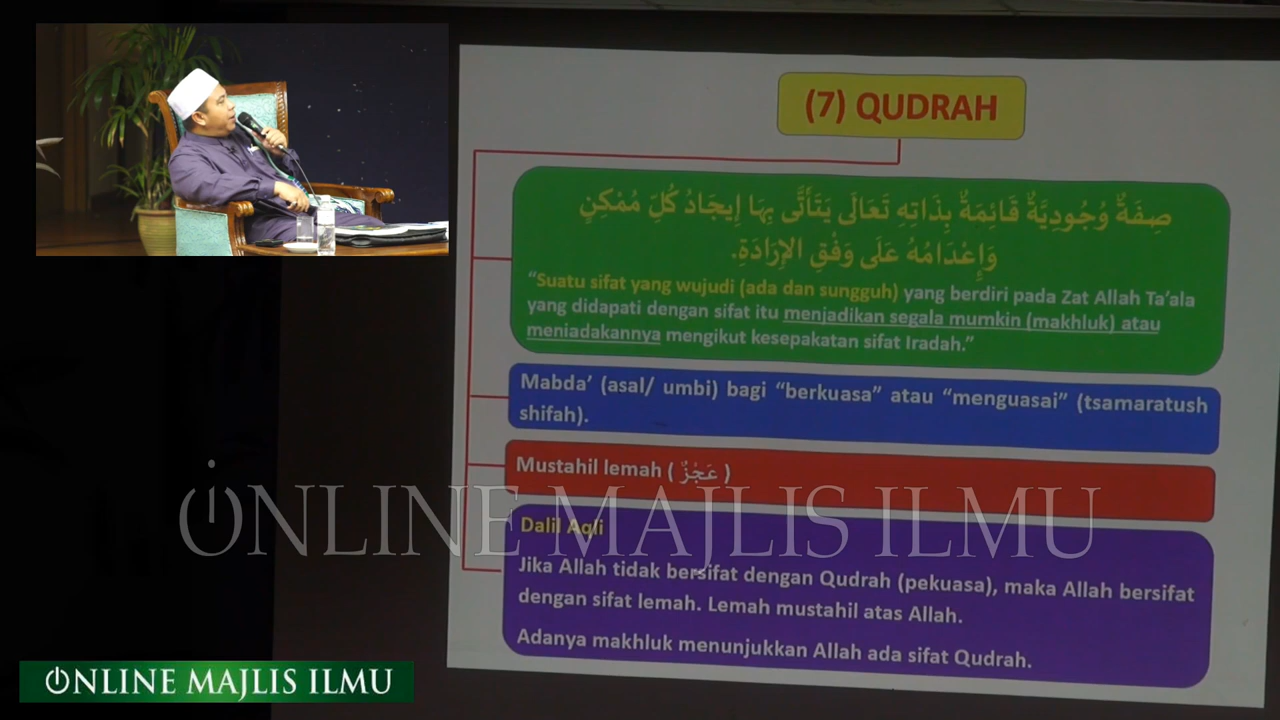 (7) QUDRAH
صِفَةٌ وُجُودِيَّةٌ قَائِمَةٌ بِذَاتِهِ تَعَالَى يَتَأَتَّى بِهَا إِيجَادُ كُلِّ مُمْكِنٍ
وَإِعْدَامُهُ عَلَى وَفْقِ الإِرَادَةِ.
“Suatu sifat yang wujudi (ada dan sungguh) yang berdiri pada Zat Allah Ta’ala
yang didapati dengan sifat itu menjadikan segala mumkin (makhluk) atau
meniadakannya mengikut kesepakatan sifat Iradah.”
Mabda’ (asal/ umbi) bagi “berkuasa” atau “menguasai” (tsamaratush
shifah).
Mustahil lemah ( عَجْزٌ )
Dalil Aqli
Jika Allah tidak bersifat dengan Qudrah (pekuasa), maka Allah bersifat
dengan sifat lemah. Lemah mustahil atas Allah.
Adanya makhluk menunjukkan Allah ada sifat Qudrah.
ONLINE MAJLIS ILMU
ONLINE MAJLIS ILMU